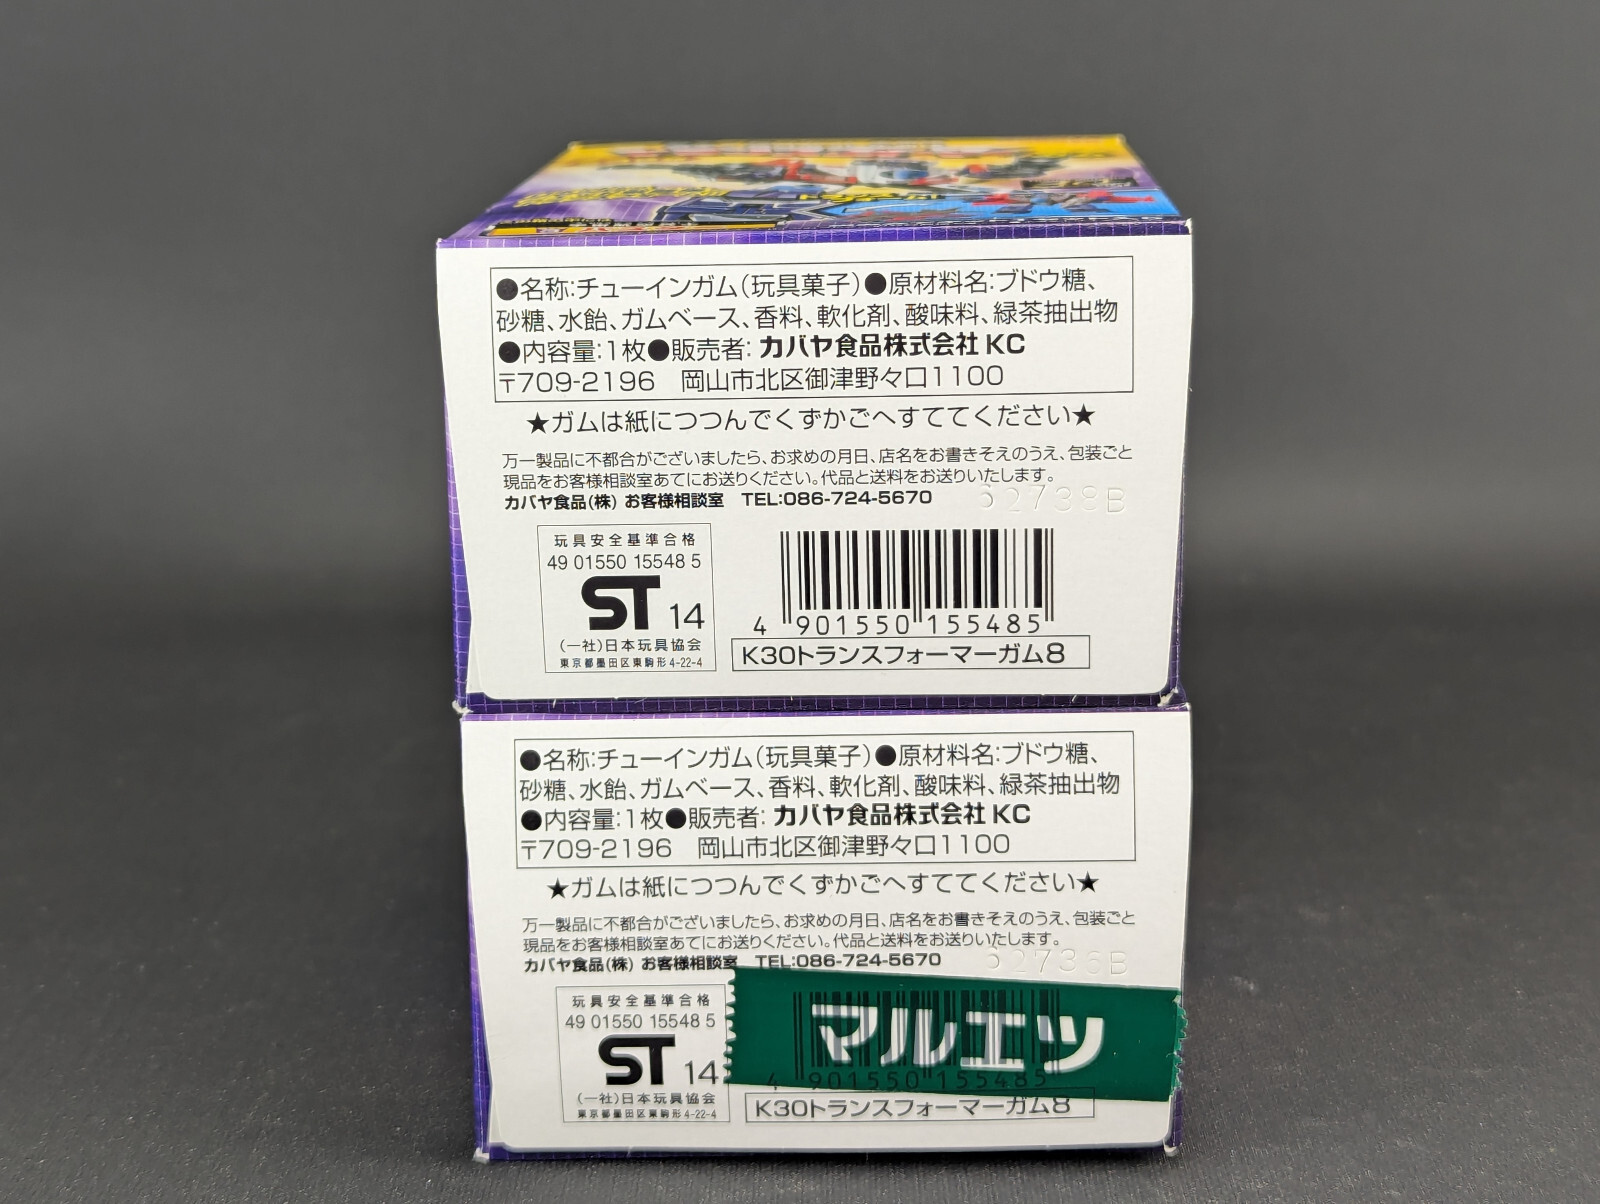 ●名称:チューインガム(玩具菓子)●原材料名:ブドウ糖、
砂糖、水飴、ガムベース、香料、軟化剤、酸味料、緑茶抽出物
●内容量:1枚●販売者: カバヤ食品株式会社 KC
〒709-2196 岡山市北区御津野々口1100
★ガムは紙につつんでくずかごへすててください★
万一製品に不都合がございましたら、お求めの月日、店名をお書きそえのうえ、包装ごと
現品をお客様相談室あてにお送りください。代品と送料をお送りいたします。
カバヤ食品(株) お客様相談室 TEL:086-724-5670
2738B
玩具安全基準合格
49 01550 15548 5
ST 14
(一社)日本玩具協会
東京都墨田区東駒形4-22-4
4 901550 155485
K30トランスフォーマーガム8
●名称:チューインガム(玩具菓子)●原材料名:ブドウ糖、
砂糖、水飴、ガムベース、香料、軟化剤、酸味料、緑茶抽出物
●内容量:1枚●販売者: カバヤ食品株式会社 KC
〒709-2196 岡山市北区御津野々口1100
★ガムは紙につつんでくずかごへすててください★
万一製品に不都合がございましたら、お求めの月日、店名をお書きそえのうえ、包装ごと
現品をお客様相談室あてにお送りください。代品と送料をお送りいたします。
カバヤ食品(株) お客様相談室 TEL:086-724-5670
2736B
玩具安全基準合格
49 01550 15548 5
ST 14
(一社)日本玩具協会
東京都墨田区東駒形4-22-4
マルエツ
4 901550 155485
K30トランスフォーマーガム8